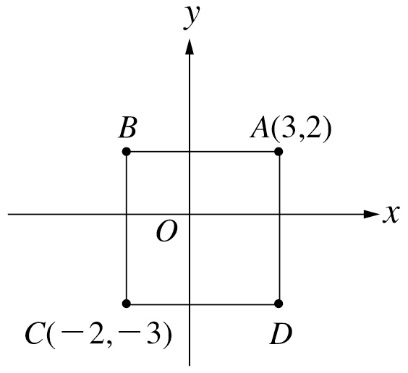 y
B A(3,2)
O x
C(−2,−3) D